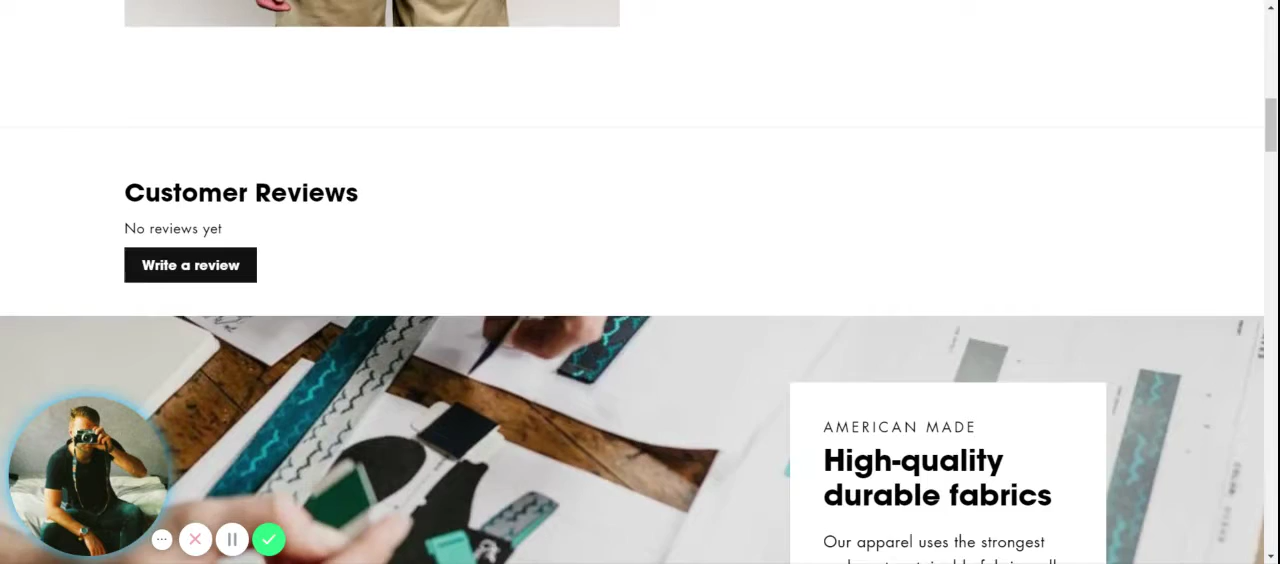 Customer Reviews
No reviews yet
Write a review
AMERICAN MADE
High-quality
durable fabrics
Our apparel uses the strongest